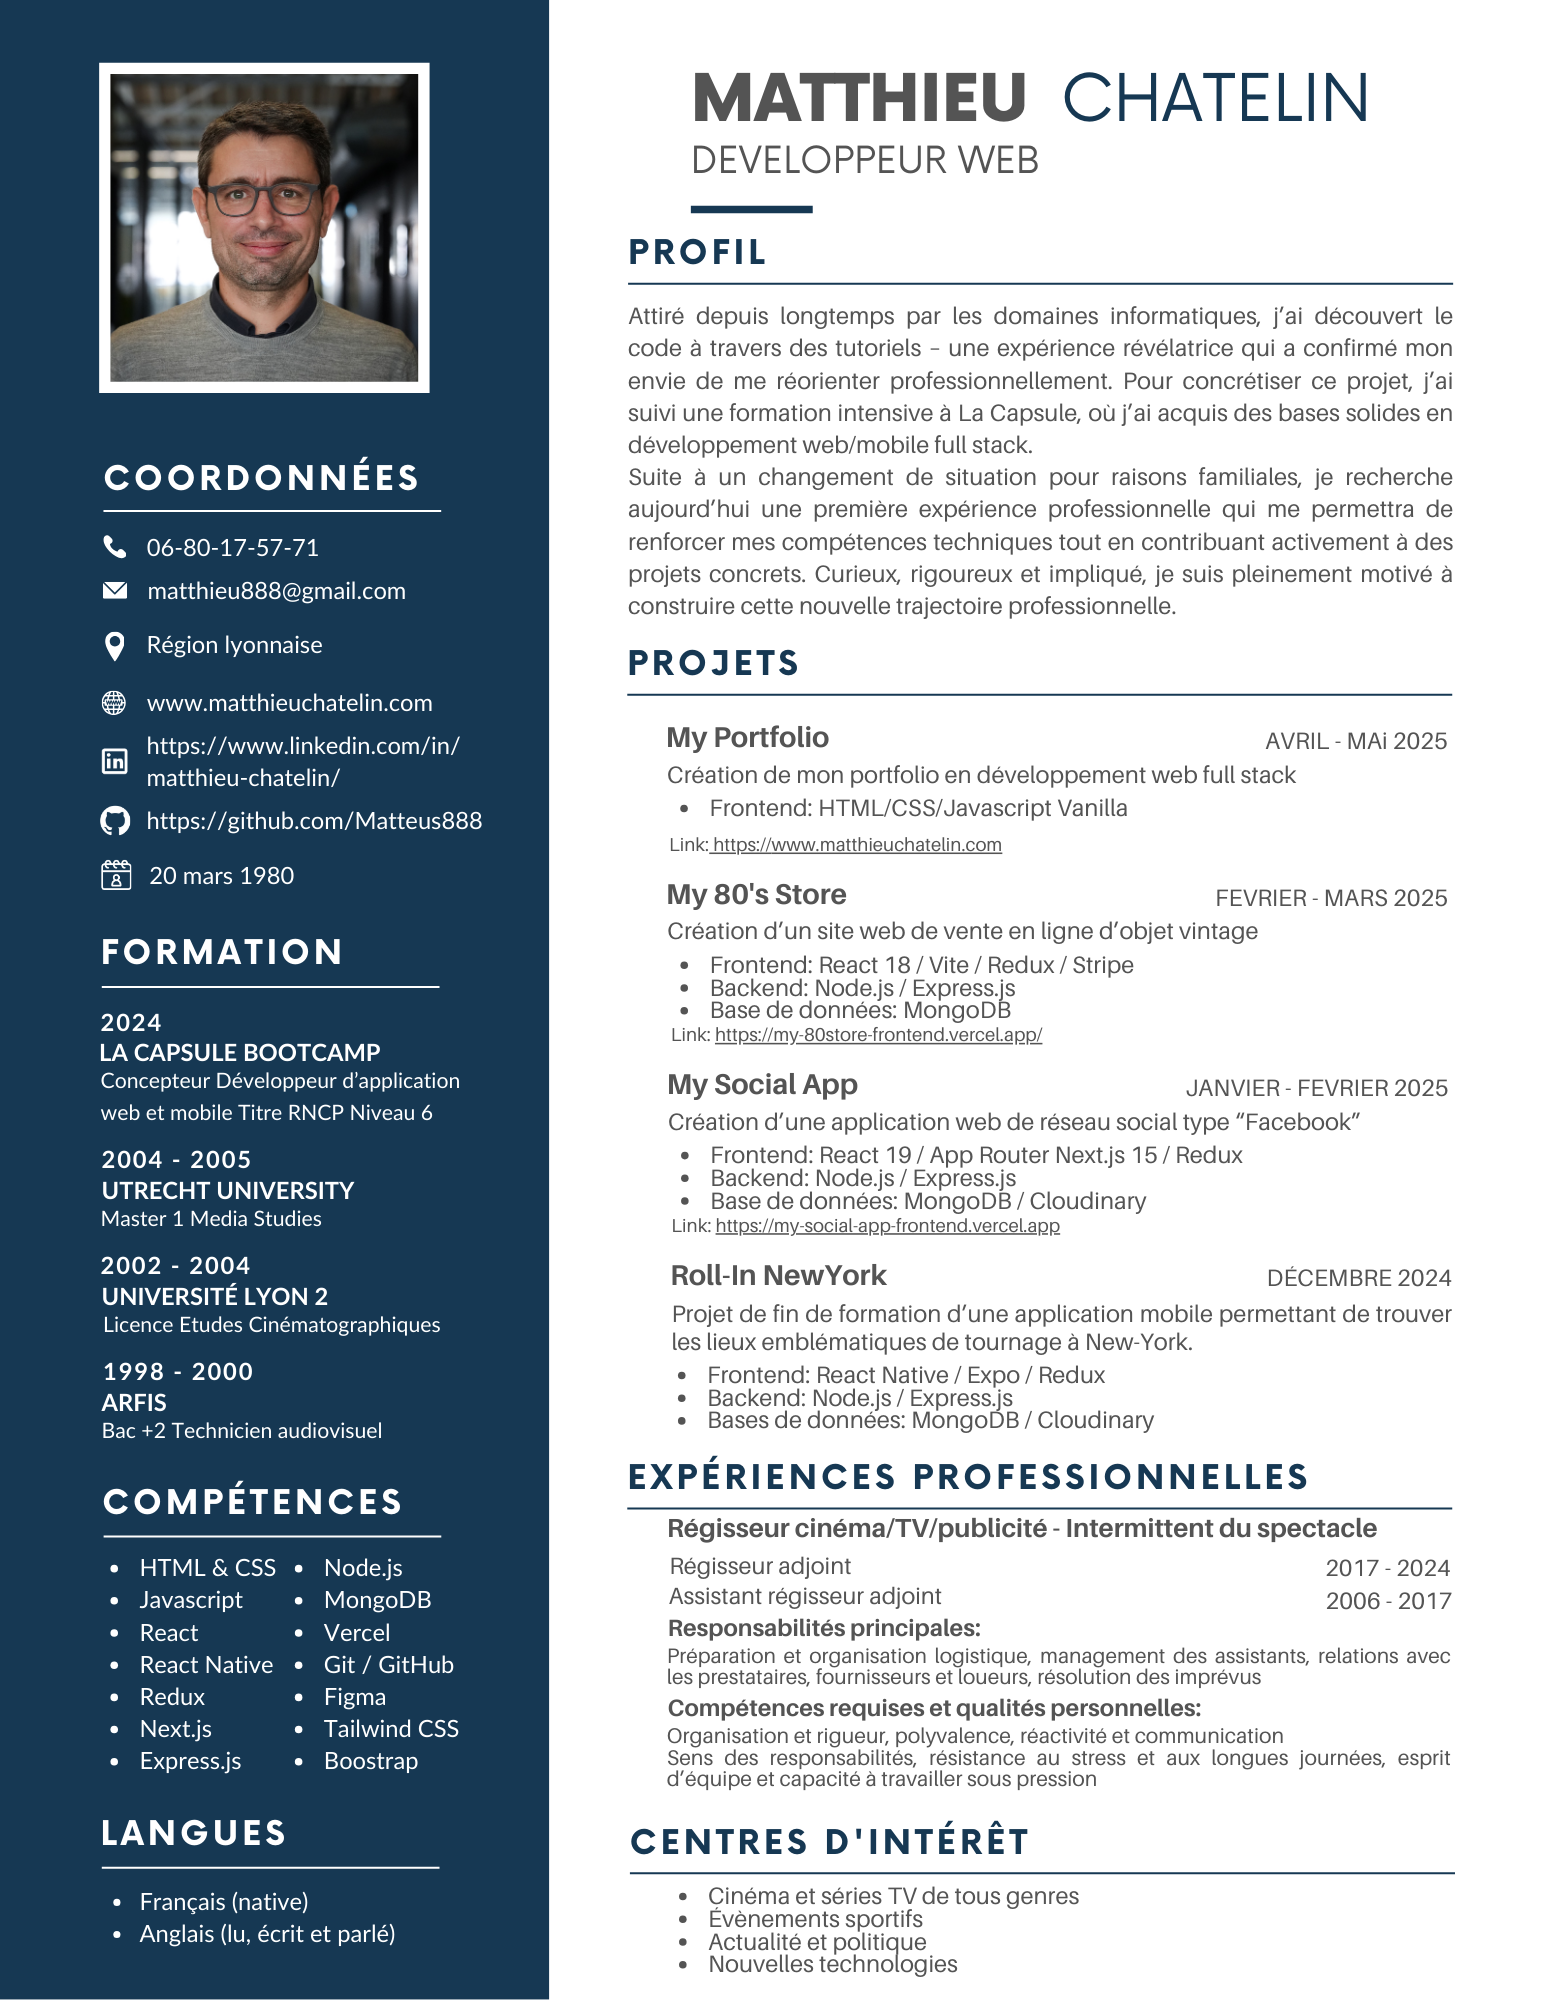 MATTHIEU CHATELIN
DEVELOPPEUR WEB
COORDONNÉES
06-80-17-57-71
matthieu888@gmail.com
Région lyonnaise
www.matthieuchatelin.com
https://www.linkedin.com/in/
matthieu-chatelin/
https://github.com/Matteus888
20 mars 1980
FORMATION
2024
LA CAPSULE BOOTCAMP
Concepteur Développeur d’application
web et mobile Titre RNCP Niveau 6
2004 - 2005
UTRECHT UNIVERSITY
Master 1 Media Studies
2002 - 2004
UNIVERSITÉ LYON 2
Licence Etudes Cinématographiques
1998 - 2000
ARFIS
Bac +2 Technicien audiovisuel
COMPÉTENCES
• HTML & CSS
• Javascript
• React
• React Native
• Redux
• Next.js
• Express.js
• Node.js
• MongoDB
• Vercel
• Git / GitHub
• Figma
• Tailwind CSS
• Boostrap
LANGUES
• Français (native)
• Anglais (lu, écrit et parlé)
PROFIL
Attiré depuis longtemps par les domaines informatiques, j’ai découvert le
code à travers des tutoriels – une expérience révélatrice qui a confirmé mon
envie de me réorienter professionnellement. Pour concrétiser ce projet, j’ai
suivi une formation intensive à La Capsule, où j’ai acquis des bases solides en
développement web/mobile full stack.
Suite à un changement de situation pour raisons familiales, je recherche
aujourd’hui une première expérience professionnelle qui me permettra de
renforcer mes compétences techniques tout en contribuant activement à des
projets concrets. Curieux, rigoureux et impliqué, je suis pleinement motivé à
construire cette nouvelle trajectoire professionnelle.
PROJETS
My Portfolio AVRIL - MAi 2025
Création de mon portfolio en développement web full stack
• Frontend: HTML/CSS/Javascript Vanilla
Link: https://www.matthieuchatelin.com
My 80's Store FEVRIER - MARS 2025
Création d’un site web de vente en ligne d’objet vintage
• Frontend: React 18 / Vite / Redux / Stripe
• Backend: Node.js / Express.js
• Base de données: MongoDB
Link: https://my-80store-frontend.vercel.app/
My Social App JANVIER - FEVRIER 2025
Création d’une application web de réseau social type “Facebook”
• Frontend: React 19 / App Router Next.js 15 / Redux
• Backend: Node.js / Express.js
• Base de données: MongoDB / Cloudinary
Link: https://my-social-app-frontend.vercel.app
Roll-In NewYork DÉCEMBRE 2024
Projet de fin de formation d’une application mobile permettant de trouver
les lieux emblématiques de tournage à New-York.
• Frontend: React Native / Expo / Redux
• Backend: Node.js / Express.js
• Bases de données: MongoDB / Cloudinary
EXPÉRIENCES PROFESSIONNELLES
Régisseur cinéma/TV/publicité - Intermittent du spectacle
Régisseur adjoint 2017 - 2024
Assistant régisseur adjoint 2006 - 2017
Responsabilités principales:
Préparation et organisation logistique, management des assistants, relations avec
les prestataires, fournisseurs et loueurs, résolution des imprévus
Compétences requises et qualités personnelles:
Organisation et rigueur, polyvalence, réactivité et communication
Sens des responsabilités, résistance au stress et aux longues journées, esprit
d’équipe et capacité à travailler sous pression
CENTRES D'INTÉRÊT
• Cinéma et séries TV de tous genres
• Évènements sportifs
• Actualité et politique
• Nouvelles technologies